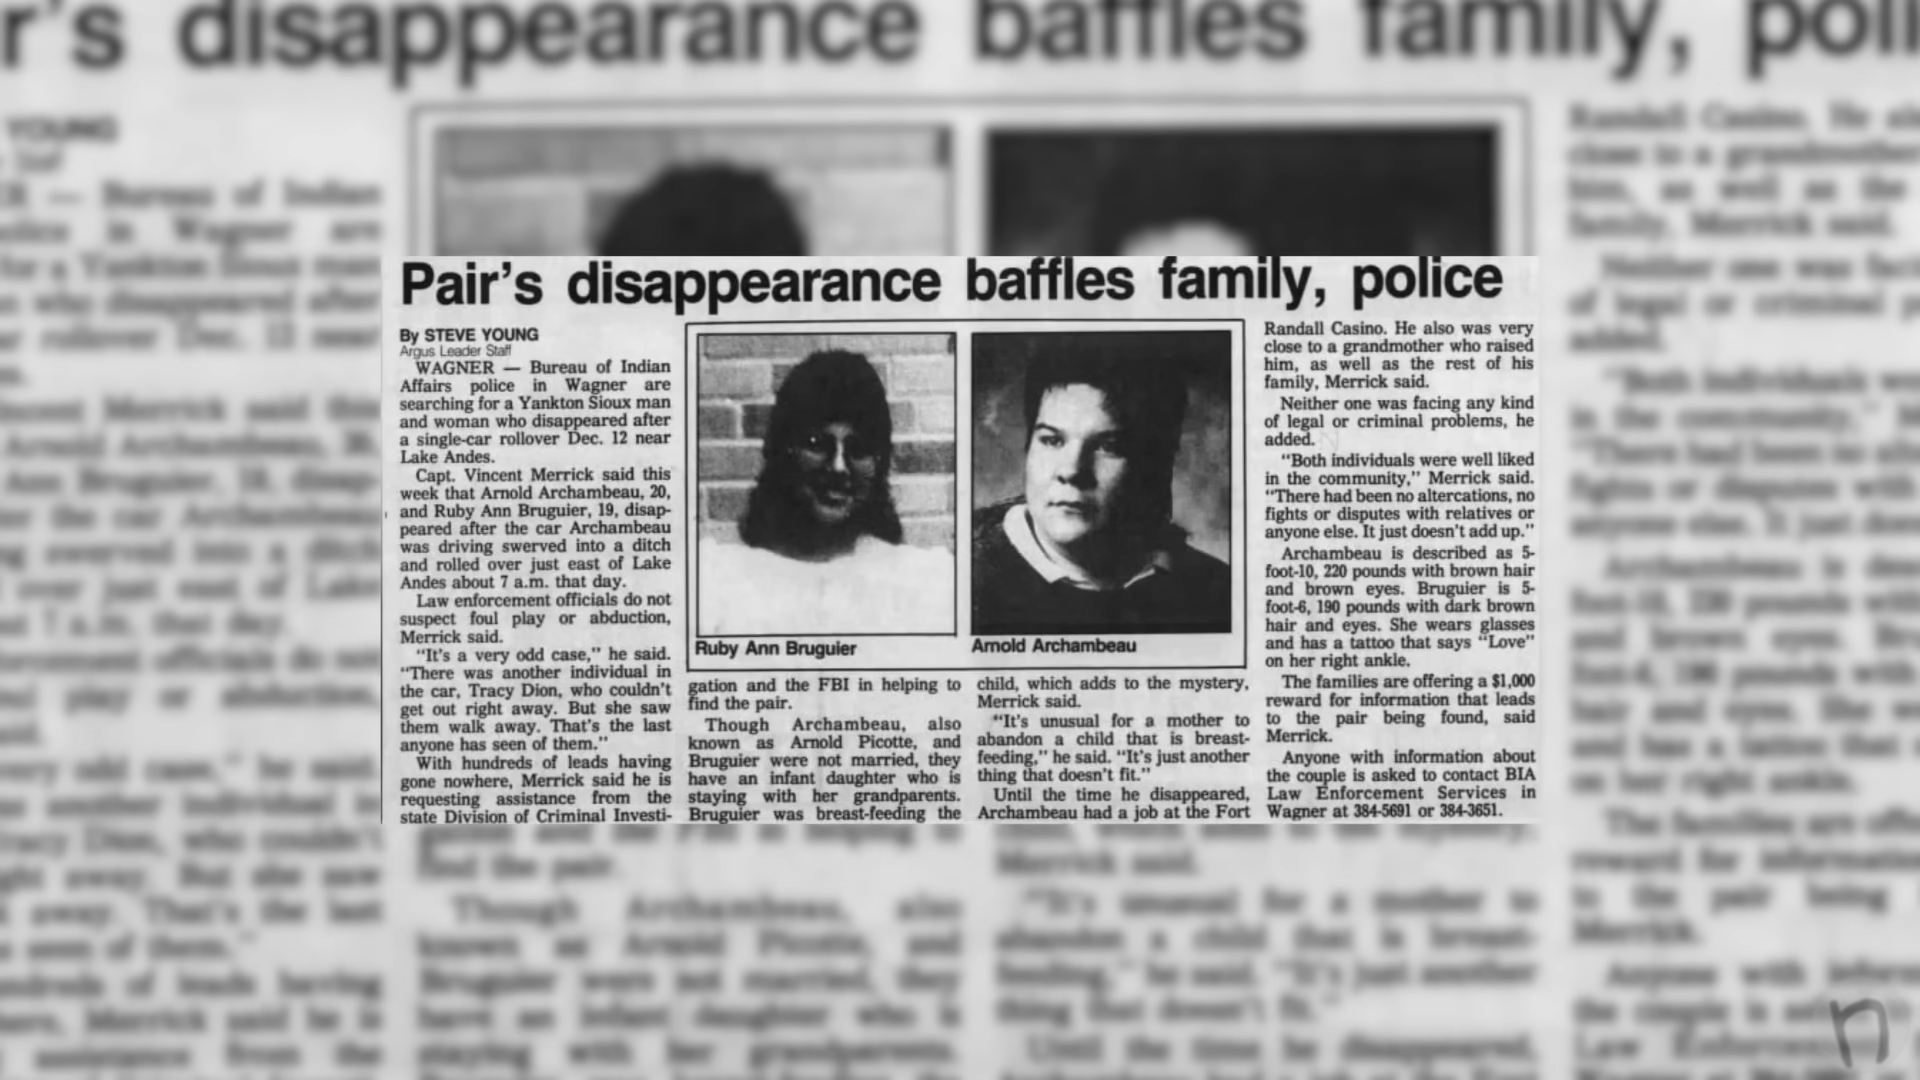 Pair's disappearance baffles family, police
By STEVE YOUNG
Argus Leader Staff
WAGNER — Bureau of Indian
Affairs police in Wagner are
searching for a Yankton Sioux man
and woman who disappeared after
a single-car rollover Dec. 12 near
Lake Andes.
Capt. Vincent Merrick said this
week that Arnold Archambeau, 20,
and Ruby Ann Bruguier, 19, disap-
peared after the car Archambeau
was driving swerved into a ditch
and rolled over just east of Lake
Andes about 7 a.m. that day.
Law enforcement officials do not
suspect foul play or abduction,
Merrick said.
"It's a very odd case," he said.
"There was another individual in
the car, Tracy Dion, who couldn't
get out right away. But she saw
them walk away. That's the last
anyone has seen of them."
With hundreds of leads having
gone nowhere, Merrick said he is
requesting assistance from the
state Division of Criminal Investi-
Ruby Ann Bruguier
Arnold Archambeau
gation and the FBI in helping to
find the pair.
Though Archambeau, also
known as Arnold Picotte, and
Bruguier were not married, they
have an infant daughter who is
staying with her grandparents.
Bruguier was breast-feeding the
child, which adds to the mystery,
Merrick said.
"It's unusual for a mother to
abandon a child that is breast-
feeding," he said. "It's just another
thing that doesn't fit."
Until the time he disappeared,
Archambeau had a job at the Fort
Randall Casino. He also was very
close to a grandmother who raised
him, as well as the rest of his
family, Merrick said.
Neither one was facing any kind
of legal or criminal problems, he
added.
"Both individuals were well liked
in the community," Merrick said.
"There had been no altercations, no
fights or disputes with relatives or
anyone else. It just doesn't add up."
Archambeau is described as 5-
foot-10, 220 pounds with brown hair
and brown eyes. Bruguier is 5-
foot-6, 190 pounds with dark brown
hair and eyes. She wears glasses
and has a tattoo that says "Love"
on her right ankle.
The families are offering a $1,000
reward for information that leads
to the pair being found, said
Merrick.
Anyone with information about
the couple is asked to contact BIA
Law Enforcement Services in
Wagner at 384-5691 or 384-3651.
n